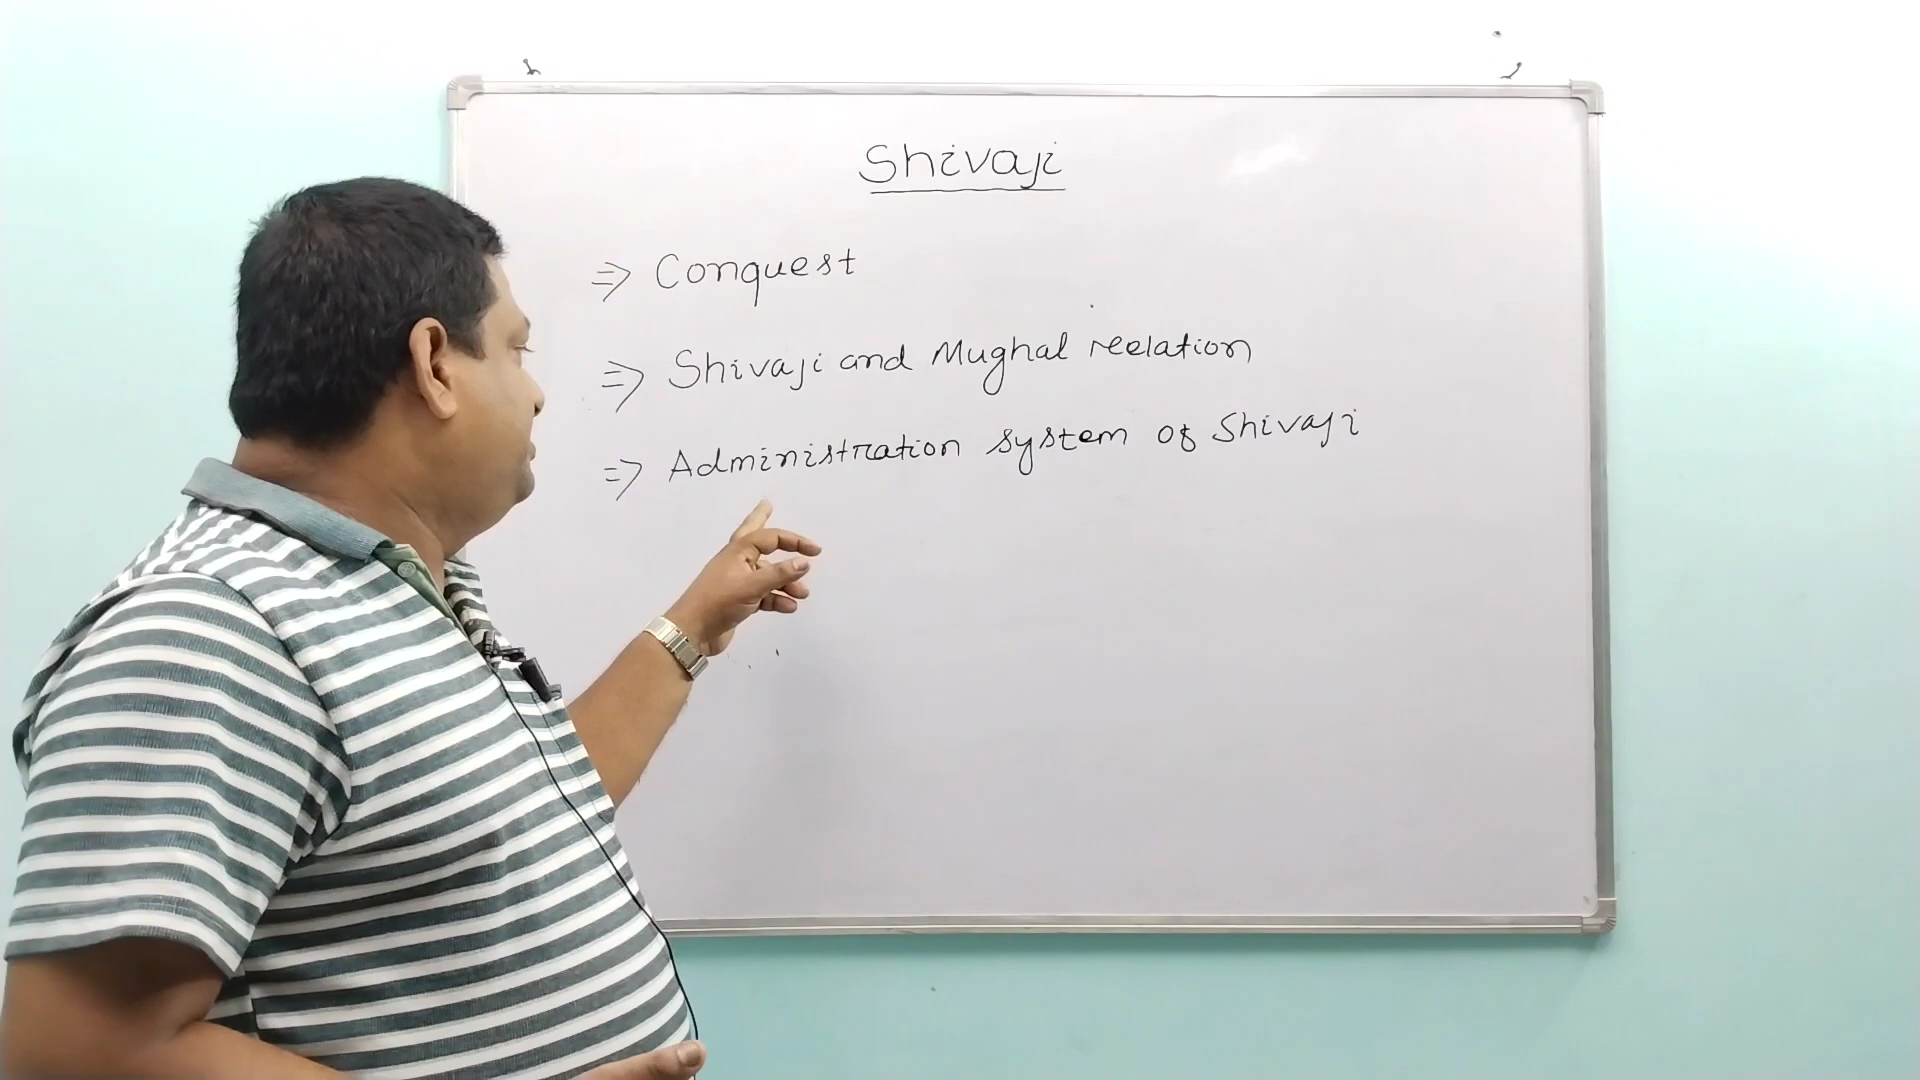 Shivaji
⇒ Conquest
⇒ Shivaji and Mughal reelation
⇒ Administration system of Shivaji